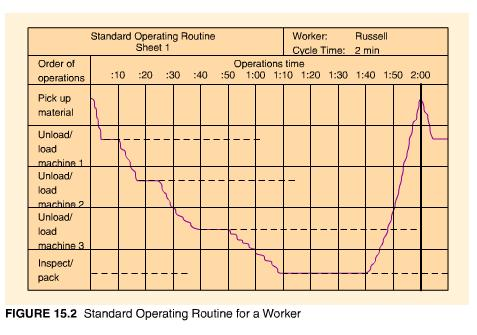 Standard Operating Routine
Sheet 1
Worker: Russell
Cycle Time: 2 min
Order of
operations
Operations time
:10 :20 :30 :40 :50 1:00 1:10 1:20 1:30 1:40 1:50 2:00
Pick up
material
Unload/
load
machine 1
Unload/
load
machine 2
Unload/
load
machine 3
Inspect/
pack
FIGURE 15.2 Standard Operating Routine for a Worker